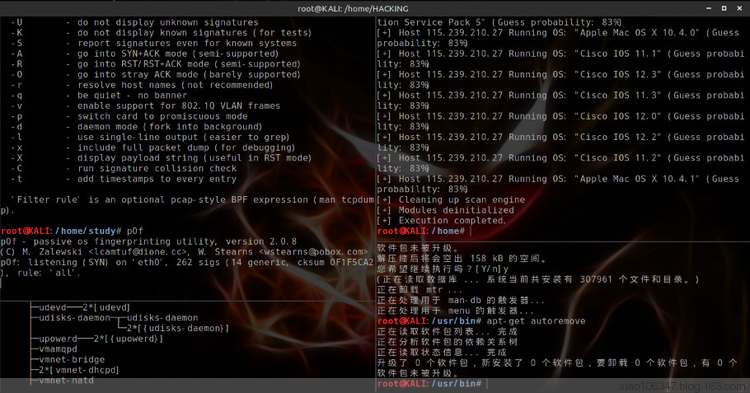 root@KALI: /home/HACKING
-U - do not display unknown signatures
-K - do not display known signatures (for tests)
-S - report signatures even for known systems
-A - go into SYN+ACK mode (semi-supported)
-R - go into RST/RST+ACK mode (semi-supported)
-O - go into stray ACK mode (barely supported)
-r - resolve host names (not recommended)
-q - be quiet - no banner
-v - enable support for 802.1Q VLAN frames
-p - switch card to promiscuous mode
-d - daemon mode (fork into background)
-l - use single-line output (easier to grep)
-x - include full packet dump (for debugging)
-X - display payload string (useful in RST mode)
-C - run signature collision check
-t - add timestamps to every entry
'Filter rule' is an optional pcap-style BPF expression (man tcpdum
p).
root@KALI:/home/study# p0f
p0f - passive os fingerprinting utility, version 2.0.8
(C) M. Zalewski <lcamtuf@dione.cc>, W. Stearns <wstearns@pobox.com>
p0f: listening (SYN) on 'eth0', 262 sigs (14 generic, cksum 0F1F5CA2
), rule: 'all'.
├─udevd───2*[udevd]
├─udisks-daemon─┬─udisks-daemon
└─2*[{udisks-daemon}]
├─upowerd───2*[{upowerd}]
├─vmamqpd
├─vmnet-bridge
├─2*[vmnet-dhcpd]
├─vmnet-natd
tion Service Pack 5" (Guess probability: 83%)
[+] Host 115.239.210.27 Running OS: "Apple Mac OS X 10.4.0" (Guess
probability: 83%)
[+] Host 115.239.210.27 Running OS: "Cisco IOS 11.1" (Guess probabi
lity: 83%)
[+] Host 115.239.210.27 Running OS: "Cisco IOS 12.3" (Guess probabi
lity: 83%)
[+] Host 115.239.210.27 Running OS: "Cisco IOS 11.3" (Guess probabi
lity: 83%)
[+] Host 115.239.210.27 Running OS: "Cisco IOS 12.0" (Guess probabi
lity: 83%)
[+] Host 115.239.210.27 Running OS: "Cisco IOS 12.2" (Guess probabi
lity: 83%)
[+] Host 115.239.210.27 Running OS: "Cisco IOS 11.2" (Guess probabi
lity: 83%)
[+] Host 115.239.210.27 Running OS: "Apple Mac OS X 10.4.1" (Guess
probability: 83%)
[+] Cleaning up scan engine
[+] Modules deinitialized
[+] Execution completed.
root@KALI:/home#
软件包未被升级。
解压缩后将会空出 158 kB 的空间。
您希望继续执行吗？[Y/n]y
(正在读取数据库 ... 系统当前共安装有 307961 个文件和目录。)
正在卸载 mtr ...
正在处理用于 man-db 的触发器...
正在处理用于 menu 的触发器...
root@KALI:/usr/bin# apt-get autoremove
正在读取软件包列表... 完成
正在分析软件包的依赖关系树
正在读取状态信息... 完成
升级了 0 个软件包，新安装了 0 个软件包，要卸载 0 个软件包，有 0 个
软件包未被升级。
root@KALI:/usr/bin#
xiao106347.blog.163.com